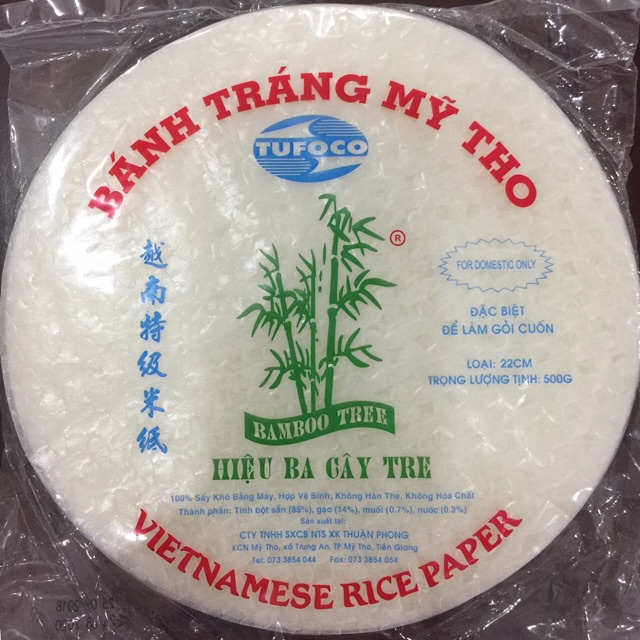 BÁNH TRÁNG MỸ THO
TUFOCO
®
FOR DOMESTIC ONLY
越南特级米纸
ĐẶC BIỆT
ĐỂ LÀM GỎI CUỐN
LOẠI: 22CM
TRỌNG LƯỢNG TỊNH: 500G
BAMBOO TREE
HIỆU BA CÂY TRE
100% Sấy Khô Bằng Máy, Hợp Vệ Sinh, Không Hàn The, Không Hóa Chất
Thành phần: Tinh bột sắn (85%), gạo (14%), muối (0.7%), nước (0.3%)
Sản xuất tại:
CTY TNHH SXCB NTS XK THUẬN PHONG
KCN Mỹ Tho, xã Trung An, TP.Mỹ Tho, Tiền Giang
Tel: 073 3854 044 Fax: 073 3854 054
VIETNAMESE RICE PAPER